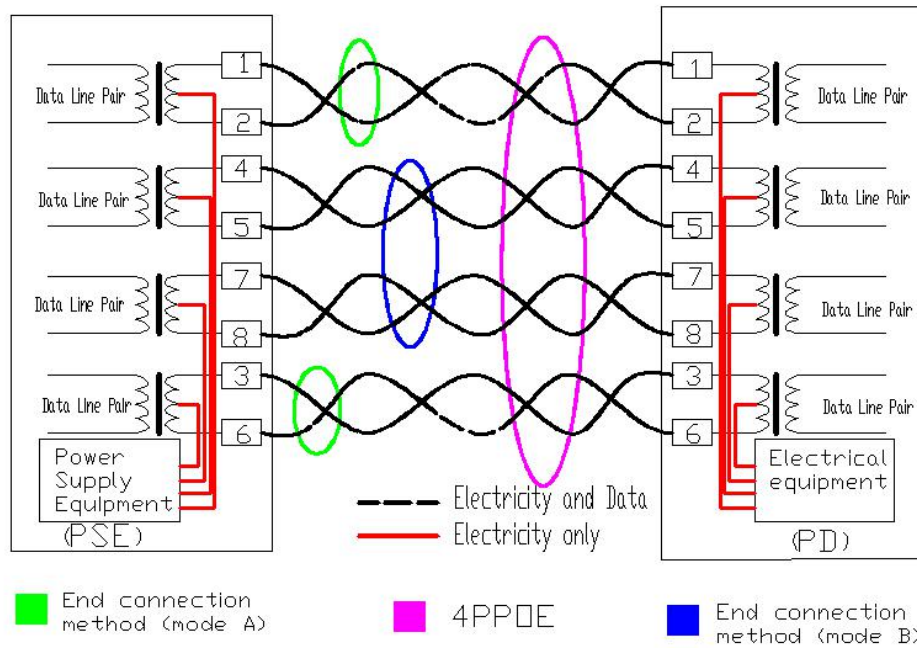 1
1
Data Line Pair
Data Line Pair
2
2
4
4
Data Line Pair
Data Line Pair
5
5
7
7
Data Line Pair
Data Line Pair
8
8
3
3
Data Line Pair
Data Line Pair
6
6
Power
Supply
Equlpment
(PSE)
Electrical
equipment
(PD)
Electricity and Data
Electricity only
End connection
method (mode A)
4PPOE
End connection
method (mode B)